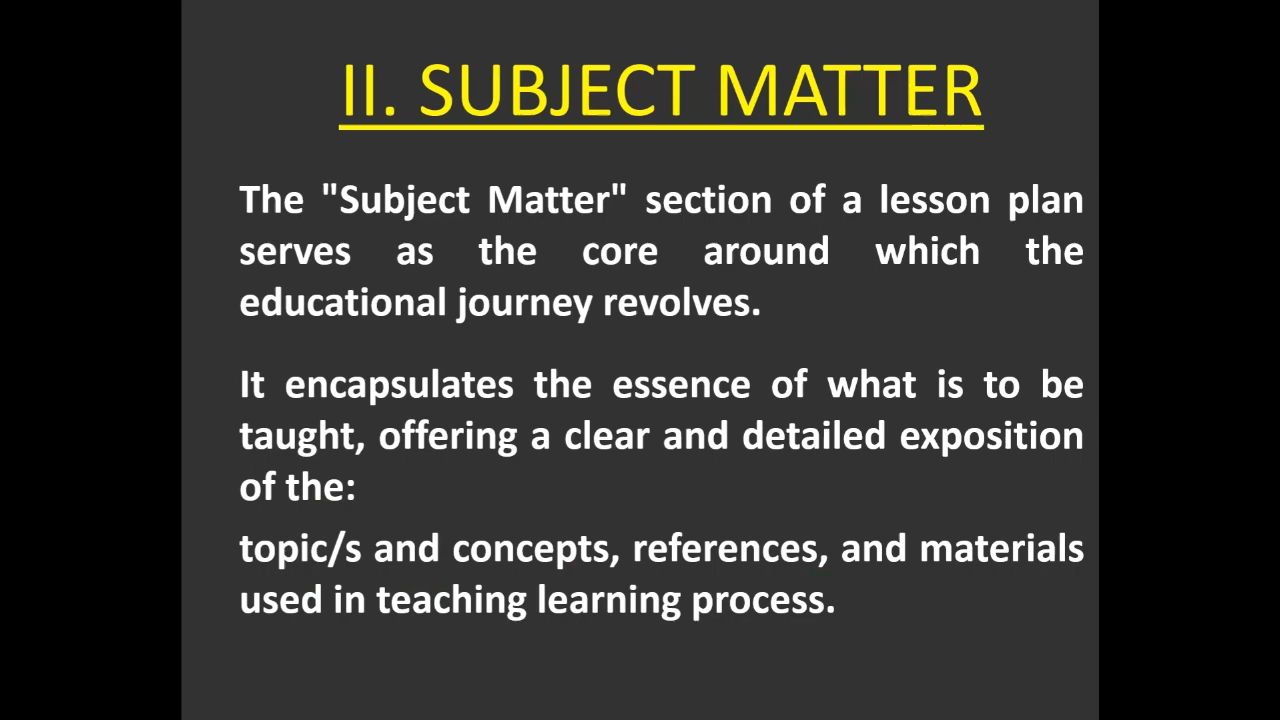 II. SUBJECT MATTER
The "Subject Matter" section of a lesson plan
serves as the core around which the
educational journey revolves.
It encapsulates the essence of what is to be
taught, offering a clear and detailed exposition
of the:
topic/s and concepts, references, and materials
used in teaching learning process.